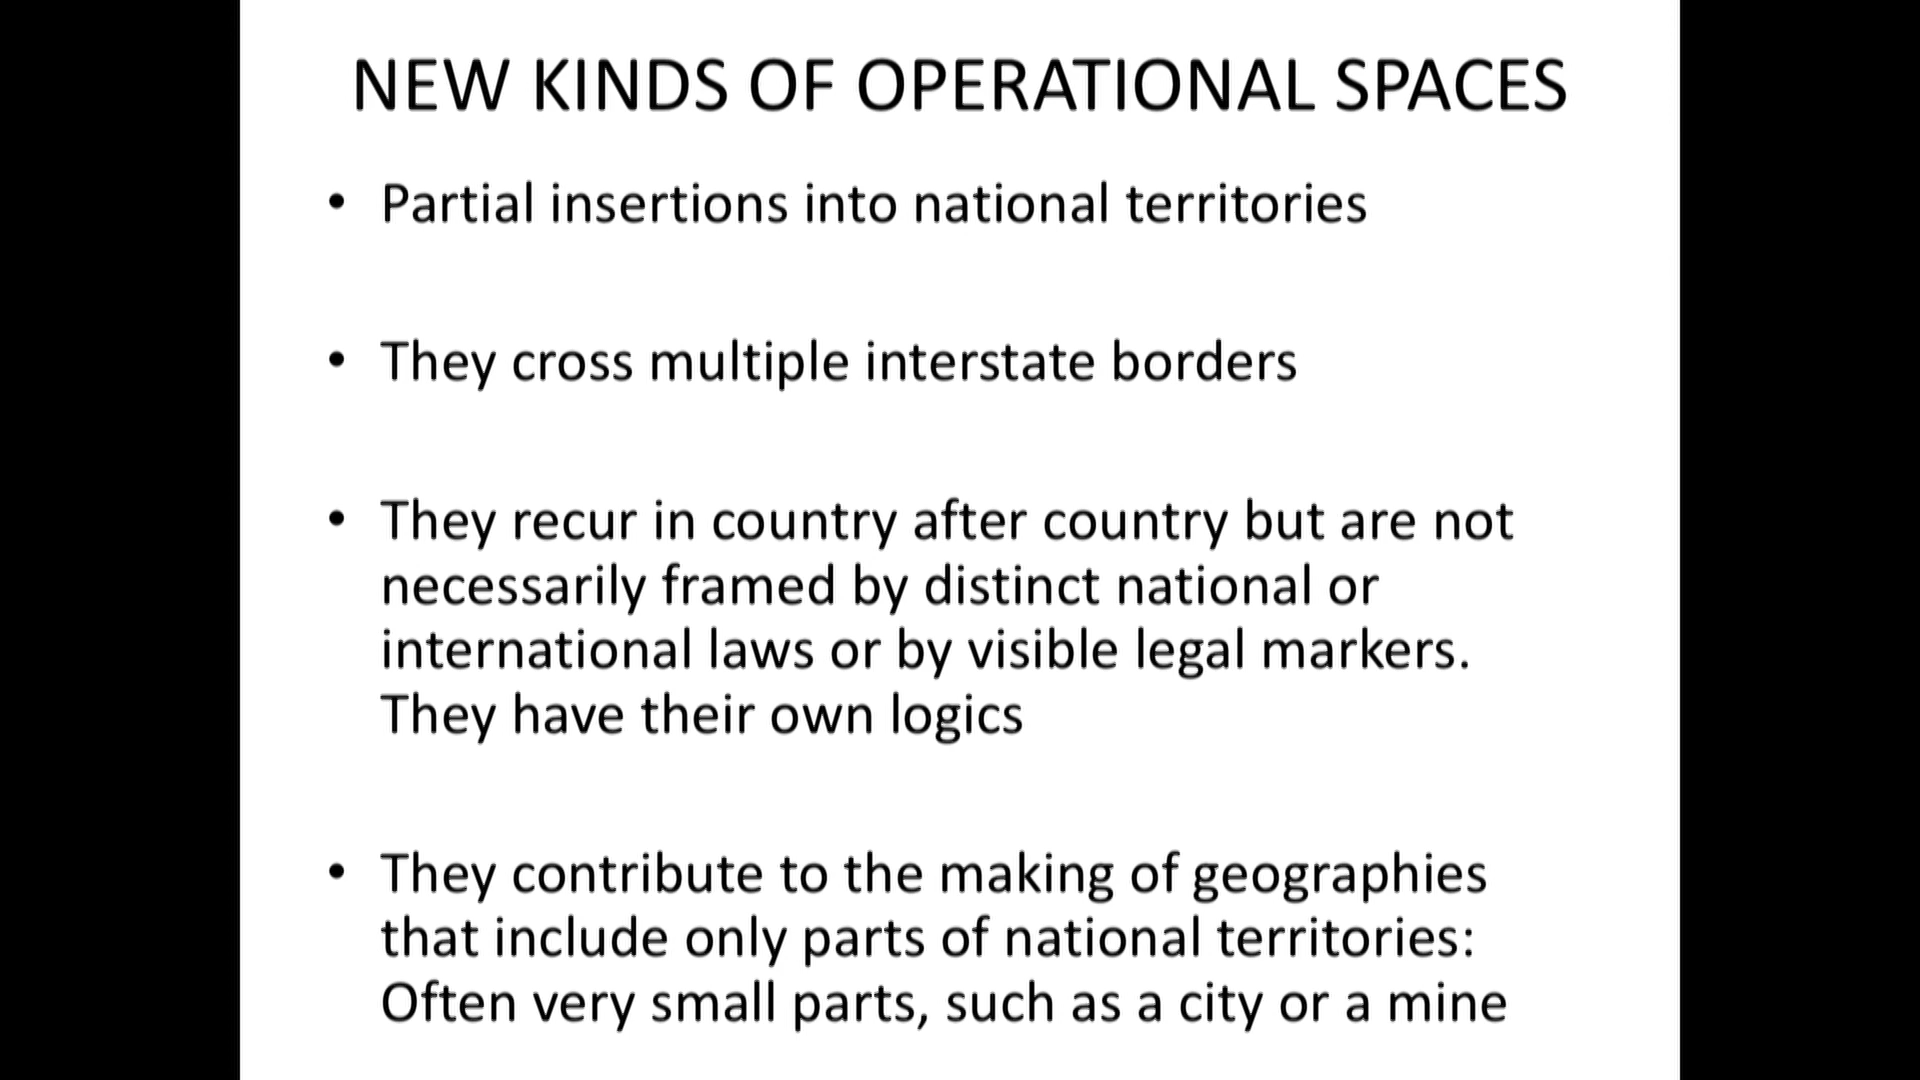 NEW KINDS OF OPERATIONAL SPACES
• Partial insertions into national territories
• They cross multiple interstate borders
• They recur in country after country but are not
necessarily framed by distinct national or
international laws or by visible legal markers.
They have their own logics
• They contribute to the making of geographies
that include only parts of national territories:
Often very small parts, such as a city or a mine